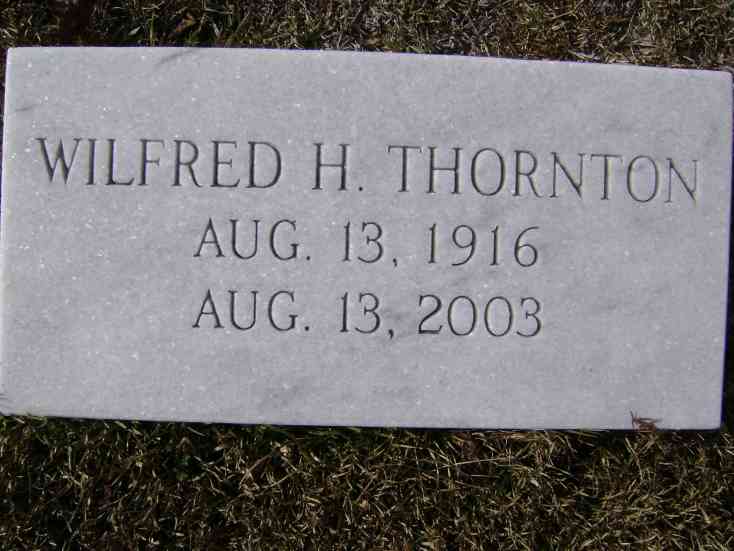 WILFRED H. THORNTON
AUG. 13, 1916
AUG. 13, 2003